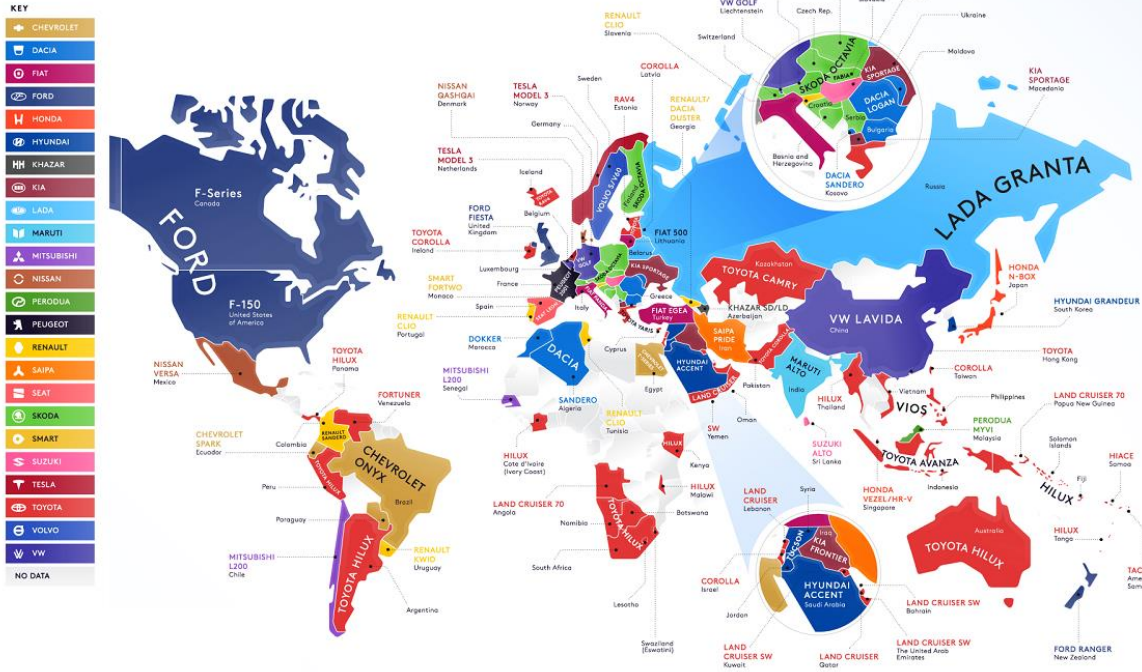 KEY
CHEVROLET
DACIA
FIAT
FORD
HONDA
HYUNDAI
KHAZAR
KIA
LADA
MARUTI
MITSUBISHI
NISSAN
PERODUA
PEUGEOT
RENAULT
SAIPA
SEAT
SKODA
SMART
SUZUKI
TESLA
TOYOTA
VOLVO
VW
NO DATA
FORD
F-Series
Canada
F-150
United States
of America
NISSAN
VERSA
Mexico
TOYOTA
HILUX
Panama
FORTUNER
Venezuela
CHEVROLET
SPARK
Ecuador
Colombia
RENAULT
SANDERO
CHEVROLET
ONYX
Brazil
Peru
TOYOTA HILUX
Paraguay
MITSUBISHI
L200
Chile
TOYOTA HILUX
RENAULT
KWID
Uruguay
Argentina
NISSAN
QASHQAI
Denmark
TESLA
MODEL 3
Norway
Sweden
Germany
TESLA
MODEL 3
Netherlands
Iceland
Belgium
FORD
FIESTA
United
Kingdom
TOYOTA
COROLLA
Ireland
Luxembourg
France
SMART
FORTWO
Monaco
Spain
RENAULT
CLIO
Portugal
Italy
RENAULT
CLIO
Slovenia
COROLLA
Latvia
RAV4
Estonia
RENAULT/
DACIA
DUSTER
Georgia
VOLVO S/V60
Finland
SKODA OCTAVIA
FIAT 500
Lithuania
Belarus
VW
GOLF
PEUGEOT
KIA SPORTAGE
Greece
FIAT EGEA
Turkey
Cyprus
KHAZAR SD/LD
Azerbaijan
VW GOLF
Liechtenstein
Czech Rep.
Switzerland
Ukraine
Moldova
SKODA OCTAVIA
FABIA
KIA
SPORTAGE
Croatia
DACIA
LOGAN
Serbia
Bulgaria
Bosnia and
Herzegovina
DACIA
SANDERO
Kosovo
KIA
SPORTAGE
Macedonia
Russia
LADA GRANTA
Kazakhstan
TOYOTA CAMRY
HONDA
N-BOX
Japan
HYUNDAI GRANDEUR
South Korea
VW LAVIDA
China
TOYOTA
Hong Kong
COROLLA
Taiwan
SAIPA
PRIDE
Iran
TOYOTA COROLLA
Pakistan
MARUTI
ALTO
India
HYUNDAI
ACCENT
LAND CRUISER
Oman
SW
Yemen
DOKKER
Morocco
DACIA
SANDERO
Algeria
RENAULT
CLIO
Tunisia
Egypt
MITSUBISHI
L200
Senegal
HILUX
Cote d'Ivoire
(Ivory Coast)
HILUX
Kenya
HILUX
Malawi
LAND CRUISER 70
Angola
Namibia
TOYOTA HILUX
Botswana
South Africa
Lesotho
Swaziland
(Eswatini)
HILUX
Thailand
Vietnam
VIOS
Philippines
SUZUKI
ALTO
Sri Lanka
PERODUA
MYVI
Malaysia
LAND CRUISER 70
Papua New Guinea
TOYOTA AVANZA
Indonesia
HONDA
VEZEL/HR-V
Singapore
Solomon
Islands
HILUX
Fiji
HIACE
Samoa
HILUX
Tonga
Australia
TOYOTA HILUX
FORD RANGER
New Zealand
LAND
CRUISER
Lebanon
Syria
TUCSON
Iraq
KIA
FRONTIER
COROLLA
Israel
HYUNDAI
ACCENT
Saudi Arabia
Jordan
LAND CRUISER SW
Bahrain
LAND
CRUISER SW
Kuwait
LAND CRUISER
Qatar
LAND CRUISER SW
The United Arab
Emirates